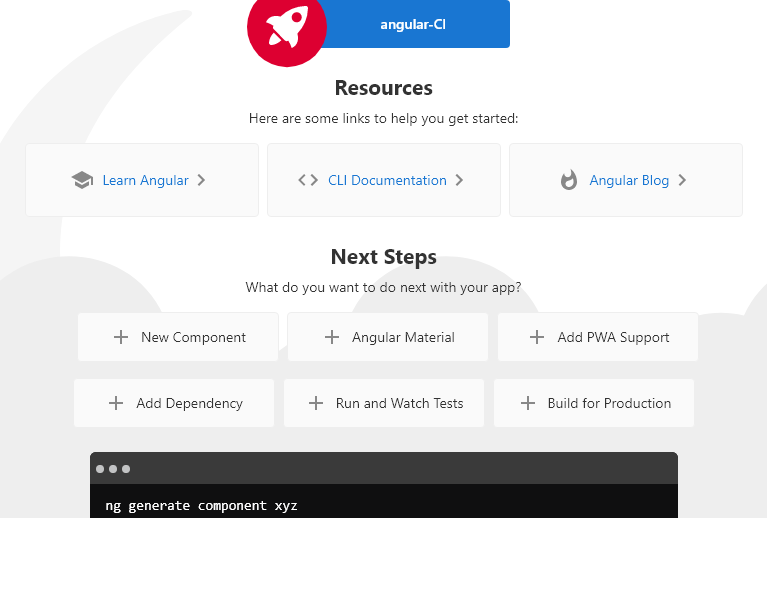 angular-CI
Resources
Here are some links to help you get started:
Learn Angular
CLI Documentation
Angular Blog
Next Steps
What do you want to do next with your app?
New Component
Angular Material
Add PWA Support
Add Dependency
Run and Watch Tests
Build for Production
ng generate component xyz